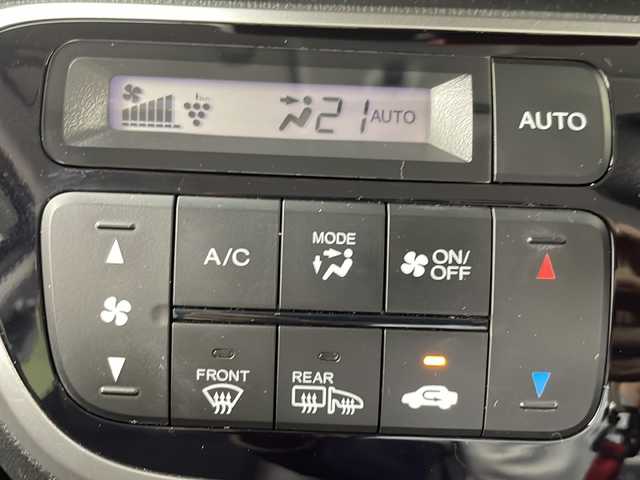 21 AUTO
AUTO
A/C
MODE
ON/
OFF
FRONT
REAR